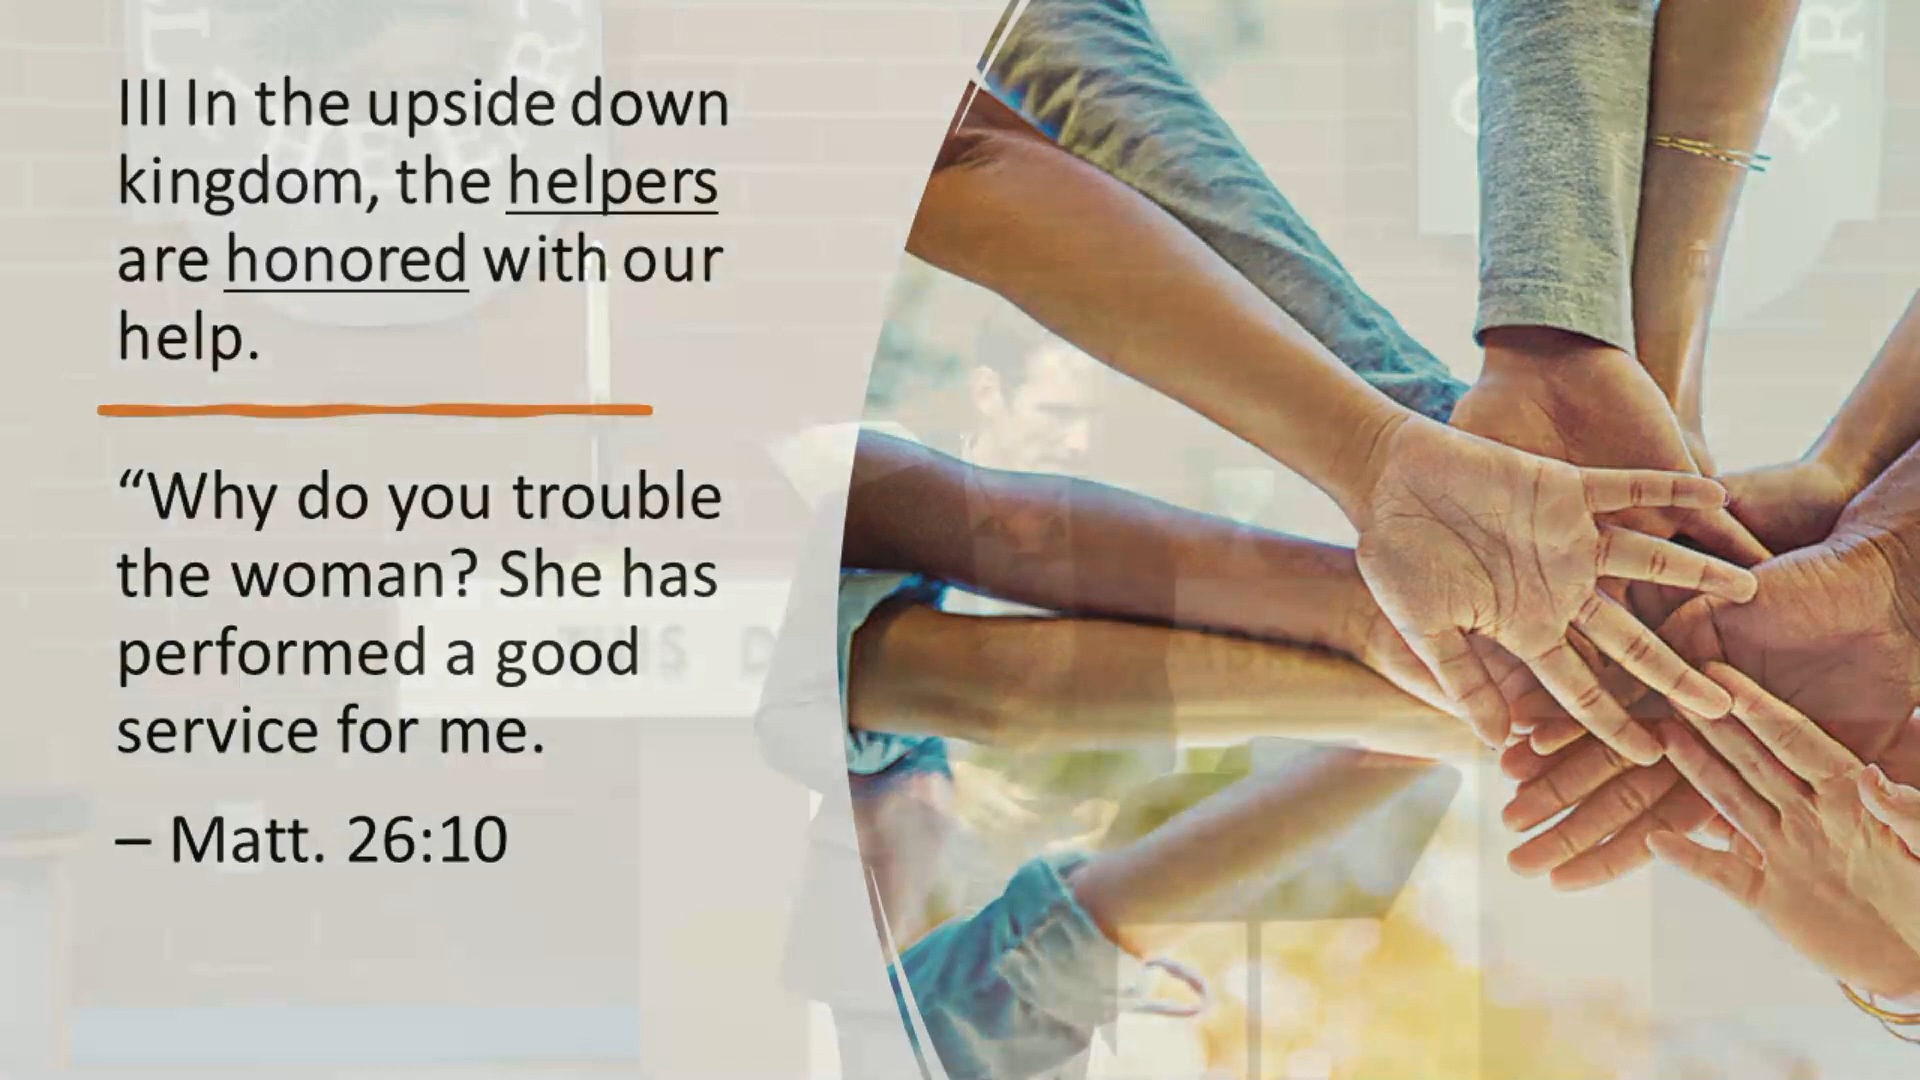 III In the upside down
kingdom, the helpers
are honored with our
help.
“Why do you trouble
the woman? She has
performed a good
service for me.
– Matt. 26:10
THIS D